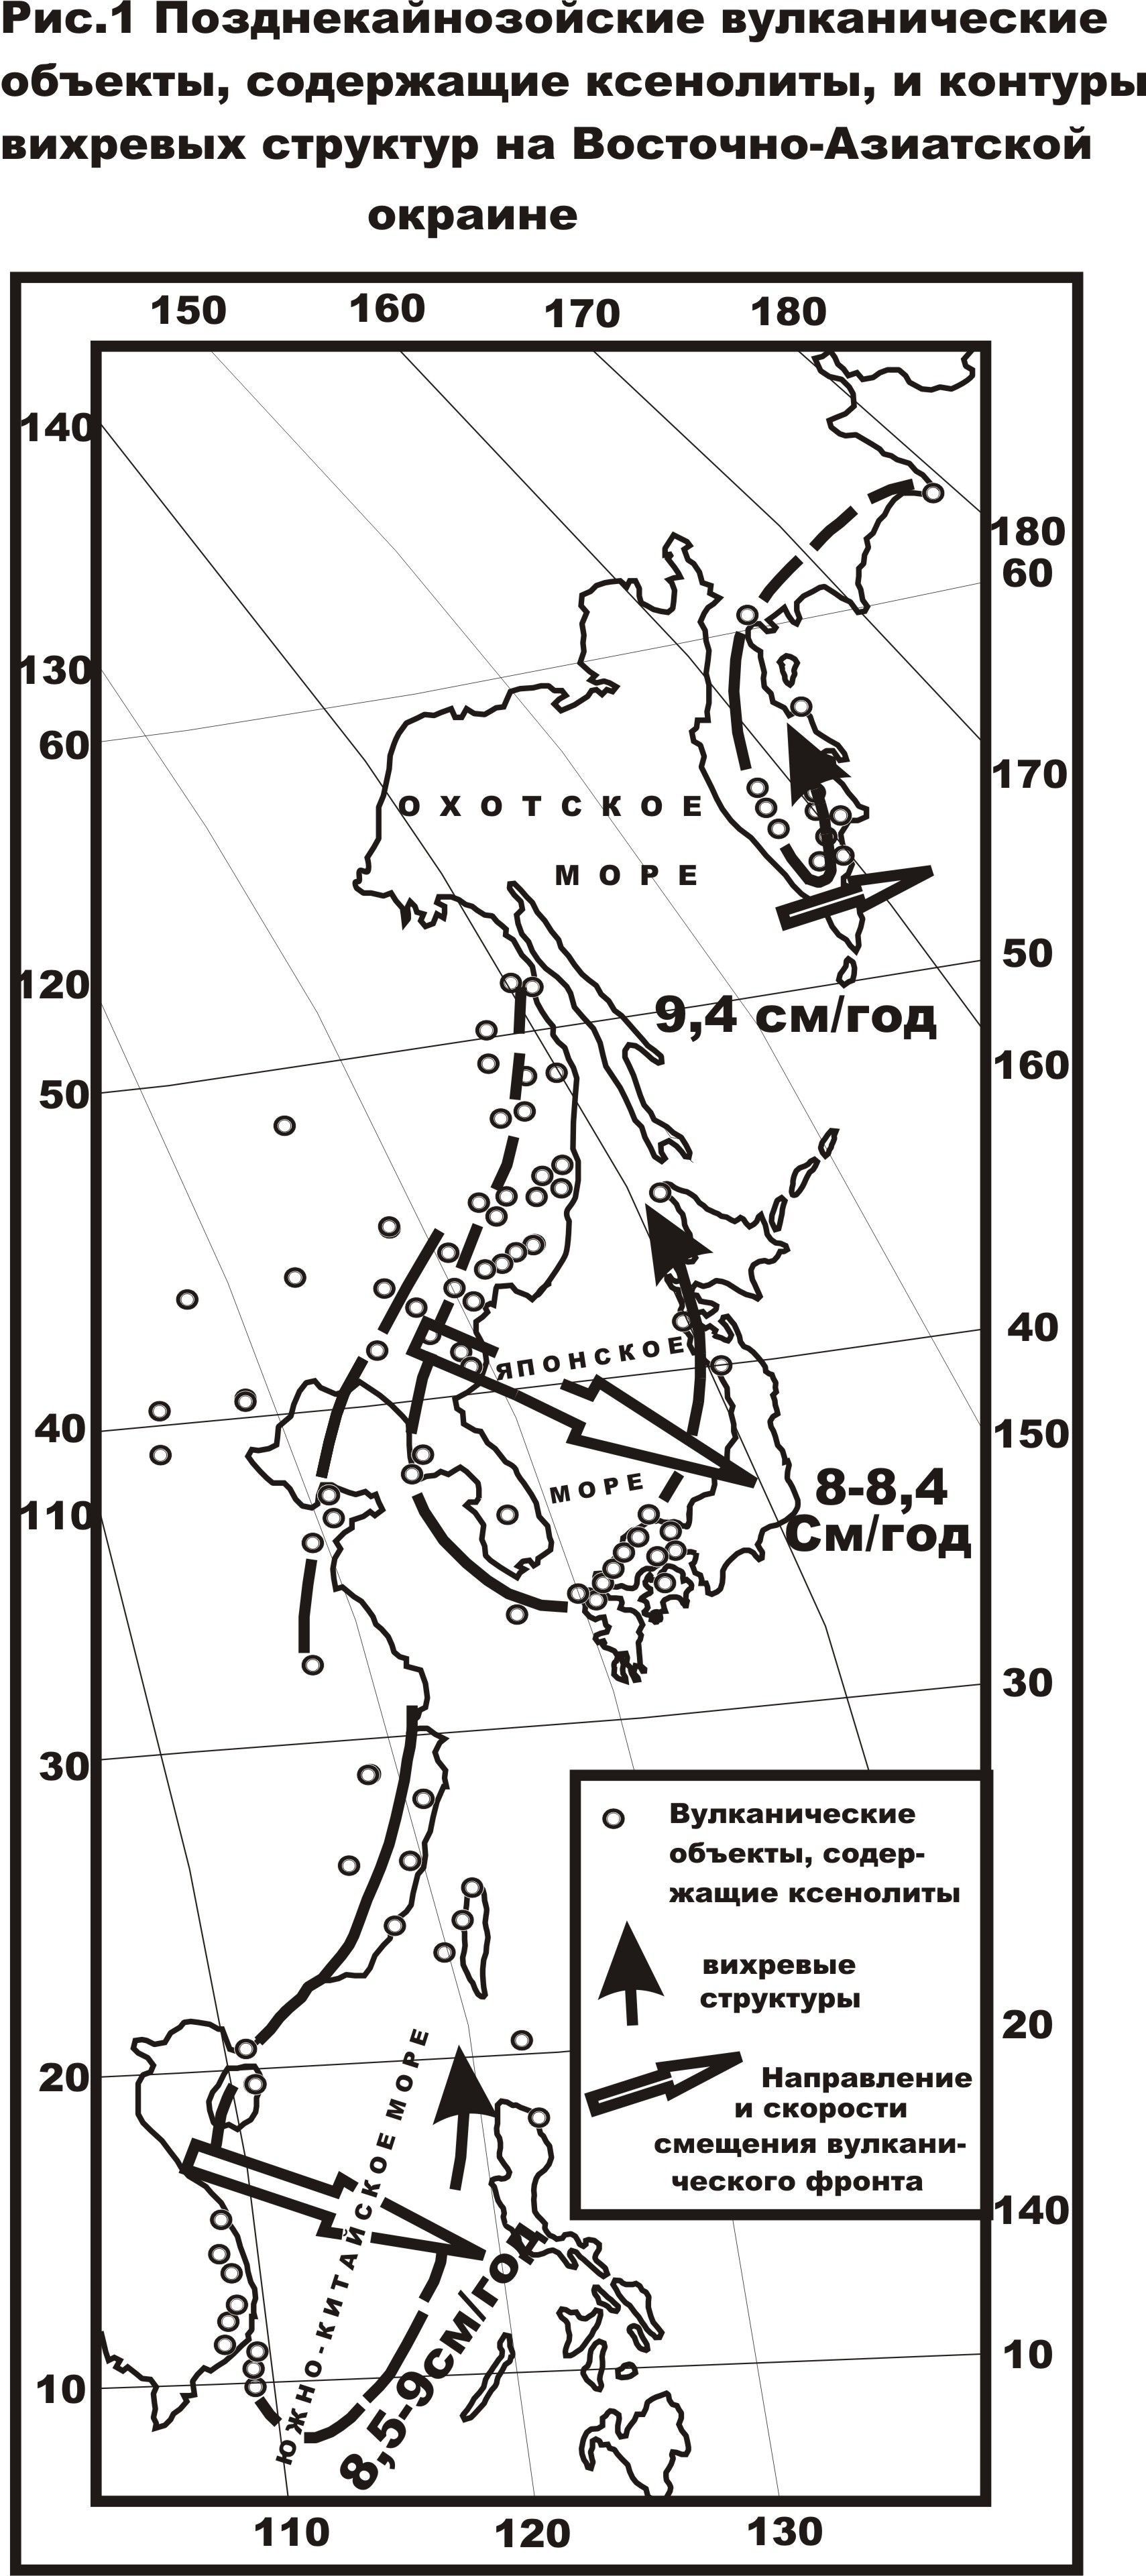 Рис.1 Позднекайнозойские вулканические
объекты, содержащие ксенолиты, и контуры
вихревых структур на Восточно-Азиатской
окраине
150 160 170 180
140
180
60
130
60
ОХОТСКОЕ
170
МОРЕ
50
120
9,4 см/год
160
50
40
ЯПОНСКОЕ
40
150
МОРЕ
8-8,4
См/год
110
30
30
Вулканические
объекты, содер-
жащие ксенолиты
вихревые
структуры
20
20
Направление
и скорости
смещения вулкани-
ческого фронта
ЮЖНО-КИТАЙСКОЕ МОРЕ
140
8,5-9см/год
10
10
110 120 130